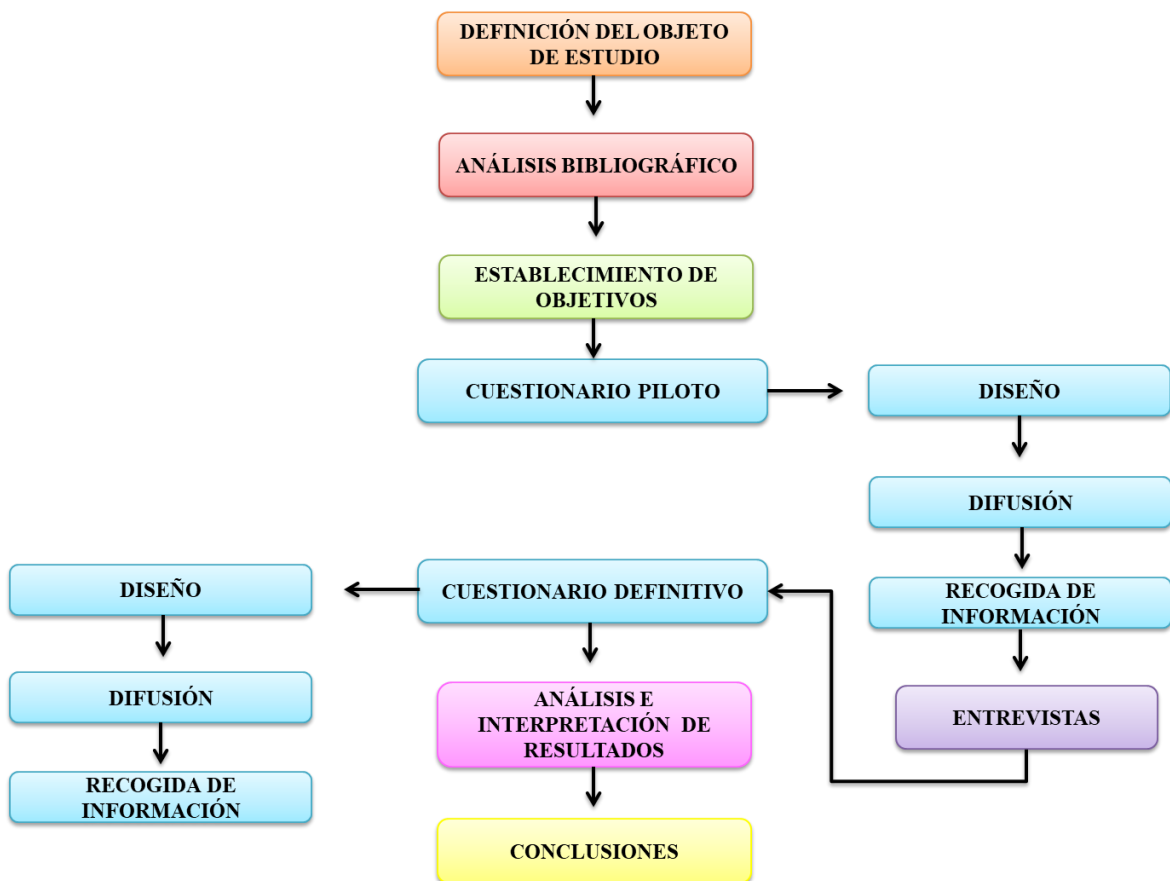 DEFINICIÓN DEL OBJETO
DE ESTUDIO
ANÁLISIS BIBLIOGRÁFICO
ESTABLECIMIENTO DE
OBJETIVOS
CUESTIONARIO PILOTO
DISEÑO
DIFUSIÓN
RECOGIDA DE
INFORMACIÓN
ENTREVISTAS
CUESTIONARIO DEFINITIVO
DISEÑO
DIFUSIÓN
RECOGIDA DE
INFORMACIÓN
ANÁLISIS E
INTERPRETACIÓN DE
RESULTADOS
CONCLUSIONES